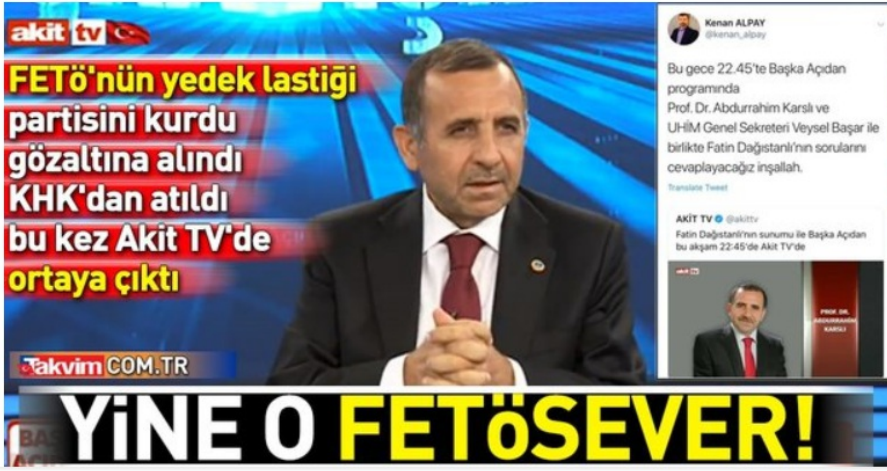 akit tv
FETÖ'nün yedek lastiği
partisini kurdu
gözaltına alındı
KHK'dan atıldı
bu kez Akit TV'de
ortaya çıktı
Takvim COM.TR
YİNE O FETöSEVER!
Kenan ALPAY
@kenan_alpay
Bu gece 22.45'te Başka Açıdan
programında
Prof. Dr. Abdurrahim Karslı ve
UHİM Genel Sekreteri Veysel Başar ile
birlikte Fatin Dağıstanlı'nın sorularını
cevaplayacağız inşallah.
Translate Tweet
AKİT TV @akittv
Fatin Dağıstanlı'nın sunumu ile Başka Açıdan
bu akşam 22:45'de Akit TV'de
PROF. DR.
ABDURRAHİM
KARSLI